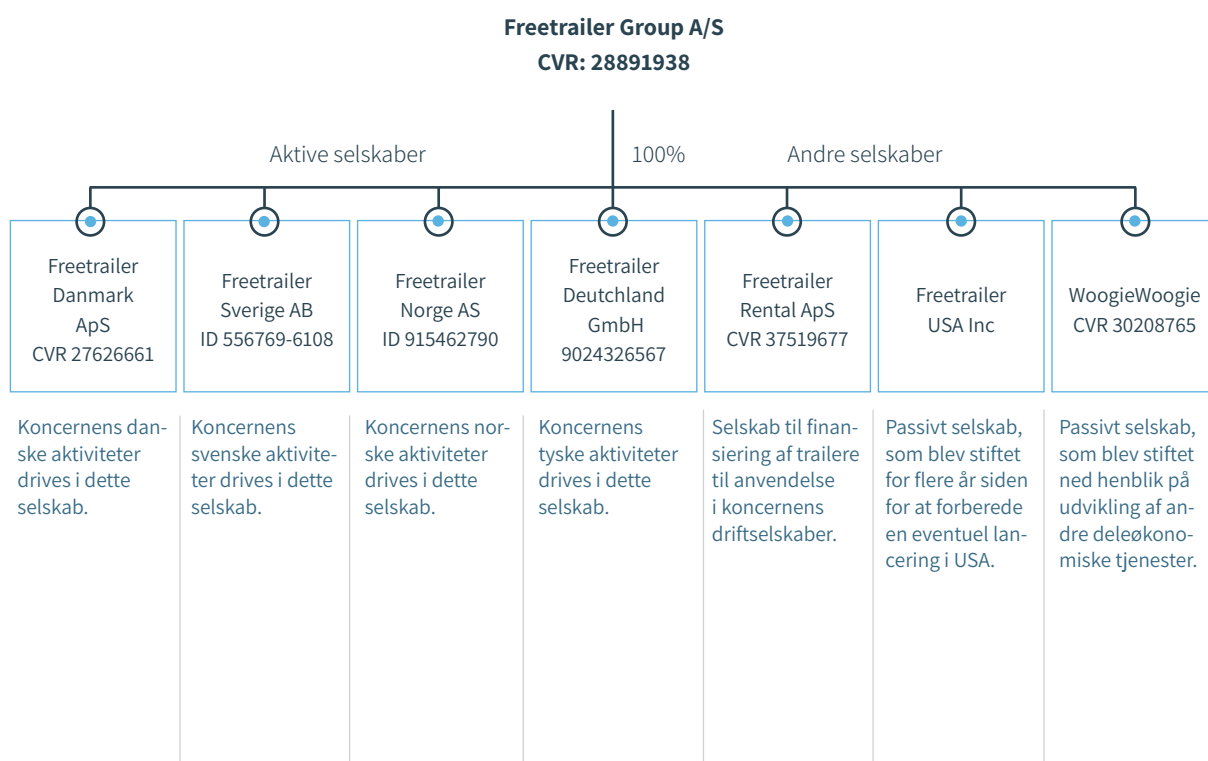 Freetrailer Group A/S
CVR: 28891938
Aktive selskaber
100%
Andre selskaber
Freetrailer
Danmark
ApS
CVR 27626661
Freetrailer
Sverige AB
ID 556769-6108
Freetrailer
Norge AS
ID 915462790
Freetrailer
Deutchland
GmbH
9024326567
Freetrailer
Rental ApS
CVR 37519677
Freetrailer
USA Inc
WoogieWoogie
CVR 30208765
Koncernens dan-
ske aktiviteter
drives i dette
selskab.
Koncernens
svenske aktivite-
ter drives i dette
selskab.
Koncernens nor-
ske aktiviteter
drives i dette
selskab.
Koncernens
tyske aktiviteter
drives i dette
selskab.
Selskab til finan-
siering af trailere
til anvendelse
i koncernens
driftselskaber.
Passivt selskab,
som blev stiftet
for flere år siden
for at forberede
en eventuel lan-
cering i USA.
Passivt selskab,
som blev stiftet
ned henblik på
udvikling af an-
dre deleøkono-
miske tjenester.